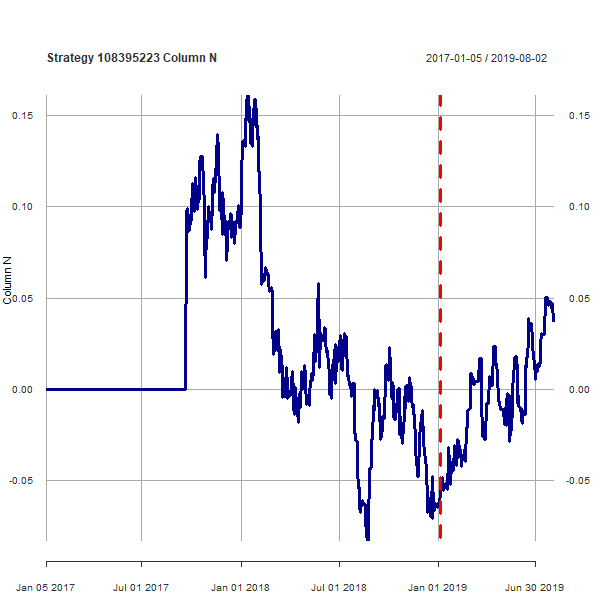 Strategy 108395223 Column N
2017-01-05 / 2019-08-02
0.15 0.15
0.10 0.10
0.05 0.05
Column N
0.00 0.00
-0.05 -0.05
Jan 05 2017 Jul 01 2017 Jan 01 2018 Jul 01 2018 Jan 01 2019 Jun 30 2019